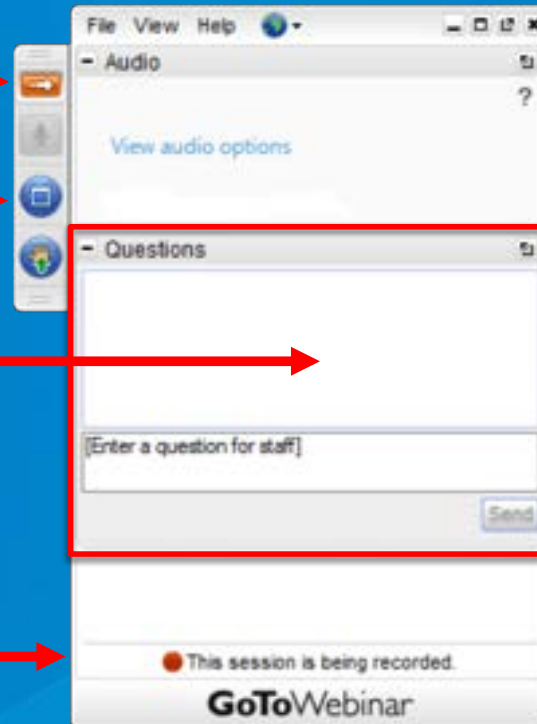 File View Help
- Audio
?
View audio options
- Questions
[Enter a question for staff]
Send
This session is being recorded.
GoToWebinar